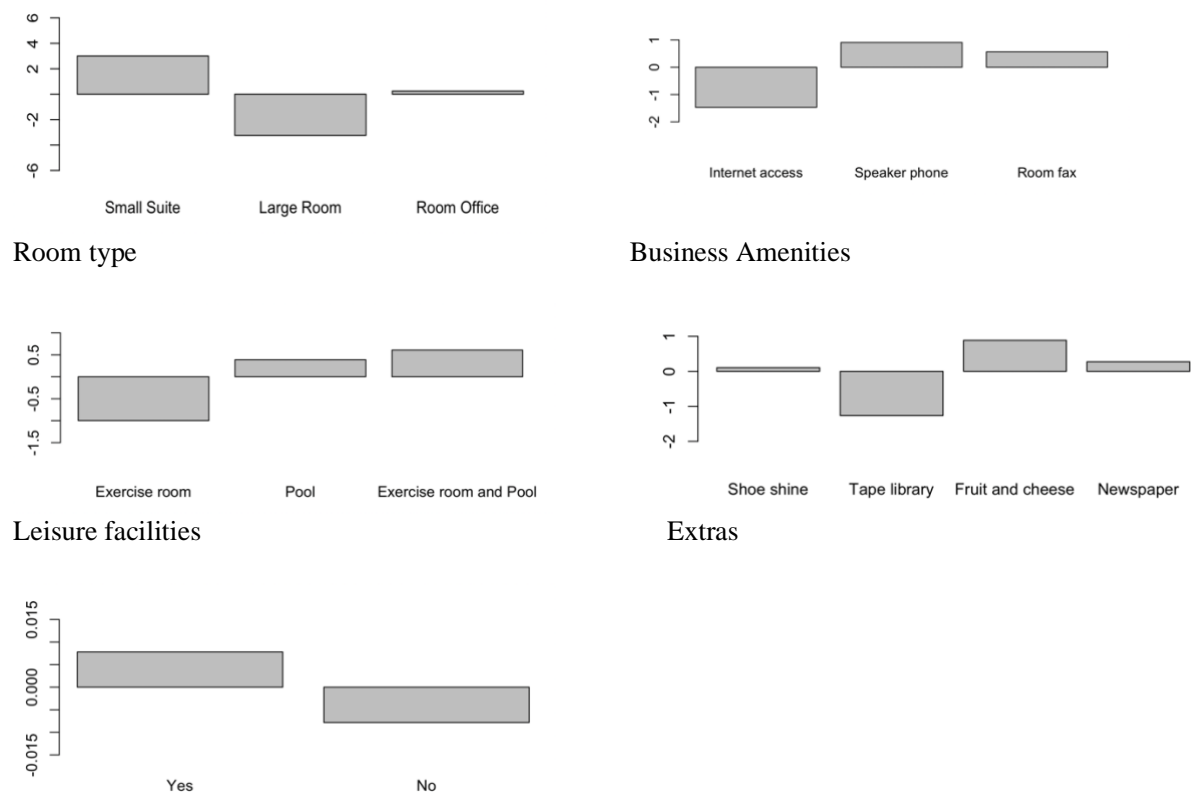 6
4
2
-2
-6
Small Suite Large Room Room Office
Room type
1
0
-1
-2
Internet access Speaker phone Room fax
Business Amenities
0.5
-0.5
-1.5
Exercise room Pool Exercise room and Pool
Leisure facilities
1
0
-1
-2
Shoe shine Tape library Fruit and cheese Newspaper
Extras
0.015
0.000
-0.015
Yes No